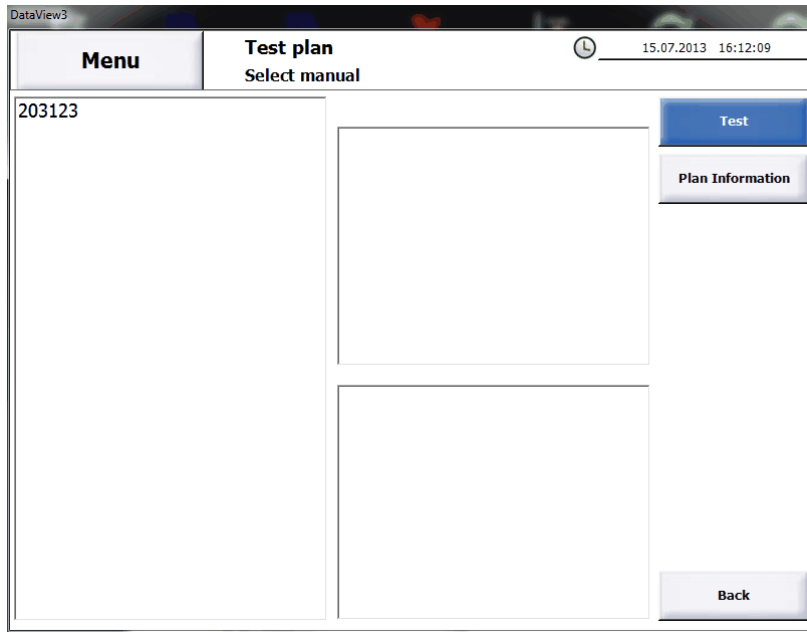 DataView3
Menu
Test plan
Select manual
15.07.2013 16:12:09
203123
Test
Plan Information
Back